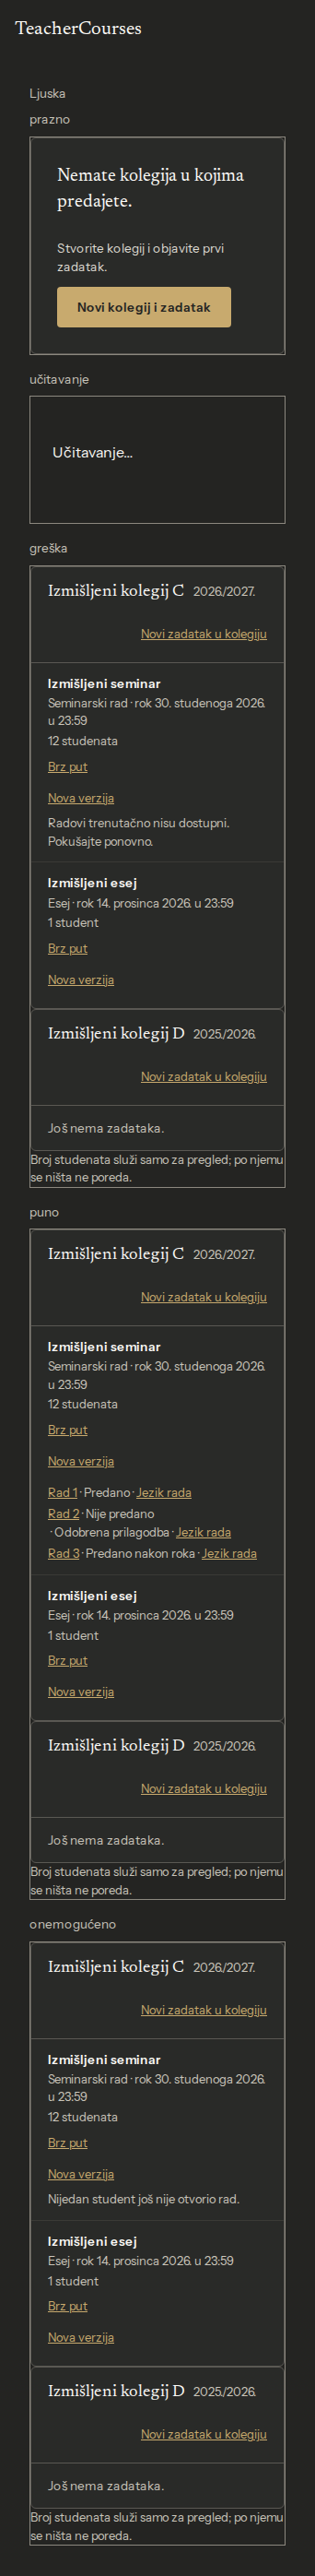 TeacherCourses
Ljuska
prazno
Nemate kolegija u kojima
predajete.
Stvorite kolegij i objavite prvi
zadatak.
Novi kolegij i zadatak
učitavanje
Učitavanje...
greška
Izmišljeni kolegij C 2026./2027.
Novi zadatak u kolegiju
Izmišljeni seminar
Seminarski rad · rok 30. studenoga 2026.
u 23:59
12 studenata
Brz put
Nova verzija
Radovi trenutačno nisu dostupni.
Pokušajte ponovno.
Izmišljeni esej
Esej · rok 14. prosinca 2026. u 23:59
1 student
Brz put
Nova verzija
Izmišljeni kolegij D 2025./2026.
Novi zadatak u kolegiju
Još nema zadataka.
Broj studenata služi samo za pregled; po njemu
se ništa ne poreda.
puno
Izmišljeni kolegij C 2026./2027.
Novi zadatak u kolegiju
Izmišljeni seminar
Seminarski rad · rok 30. studenoga 2026.
u 23:59
12 studenata
Brz put
Nova verzija
Rad 1 · Predano · Jezik rada
Rad 2 · Nije predano
· Odobrena prilagodba · Jezik rada
Rad 3 · Predano nakon roka · Jezik rada
Izmišljeni esej
Esej · rok 14. prosinca 2026. u 23:59
1 student
Brz put
Nova verzija
Izmišljeni kolegij D 2025./2026.
Novi zadatak u kolegiju
Još nema zadataka.
Broj studenata služi samo za pregled; po njemu
se ništa ne poreda.
onemogućeno
Izmišljeni kolegij C 2026./2027.
Novi zadatak u kolegiju
Izmišljeni seminar
Seminarski rad · rok 30. studenoga 2026.
u 23:59
12 studenata
Brz put
Nova verzija
Nijedan student još nije otvorio rad.
Izmišljeni esej
Esej · rok 14. prosinca 2026. u 23:59
1 student
Brz put
Nova verzija
Izmišljeni kolegij D 2025./2026.
Novi zadatak u kolegiju
Još nema zadataka.
Broj studenata služi samo za pregled; po njemu
se ništa ne poreda.